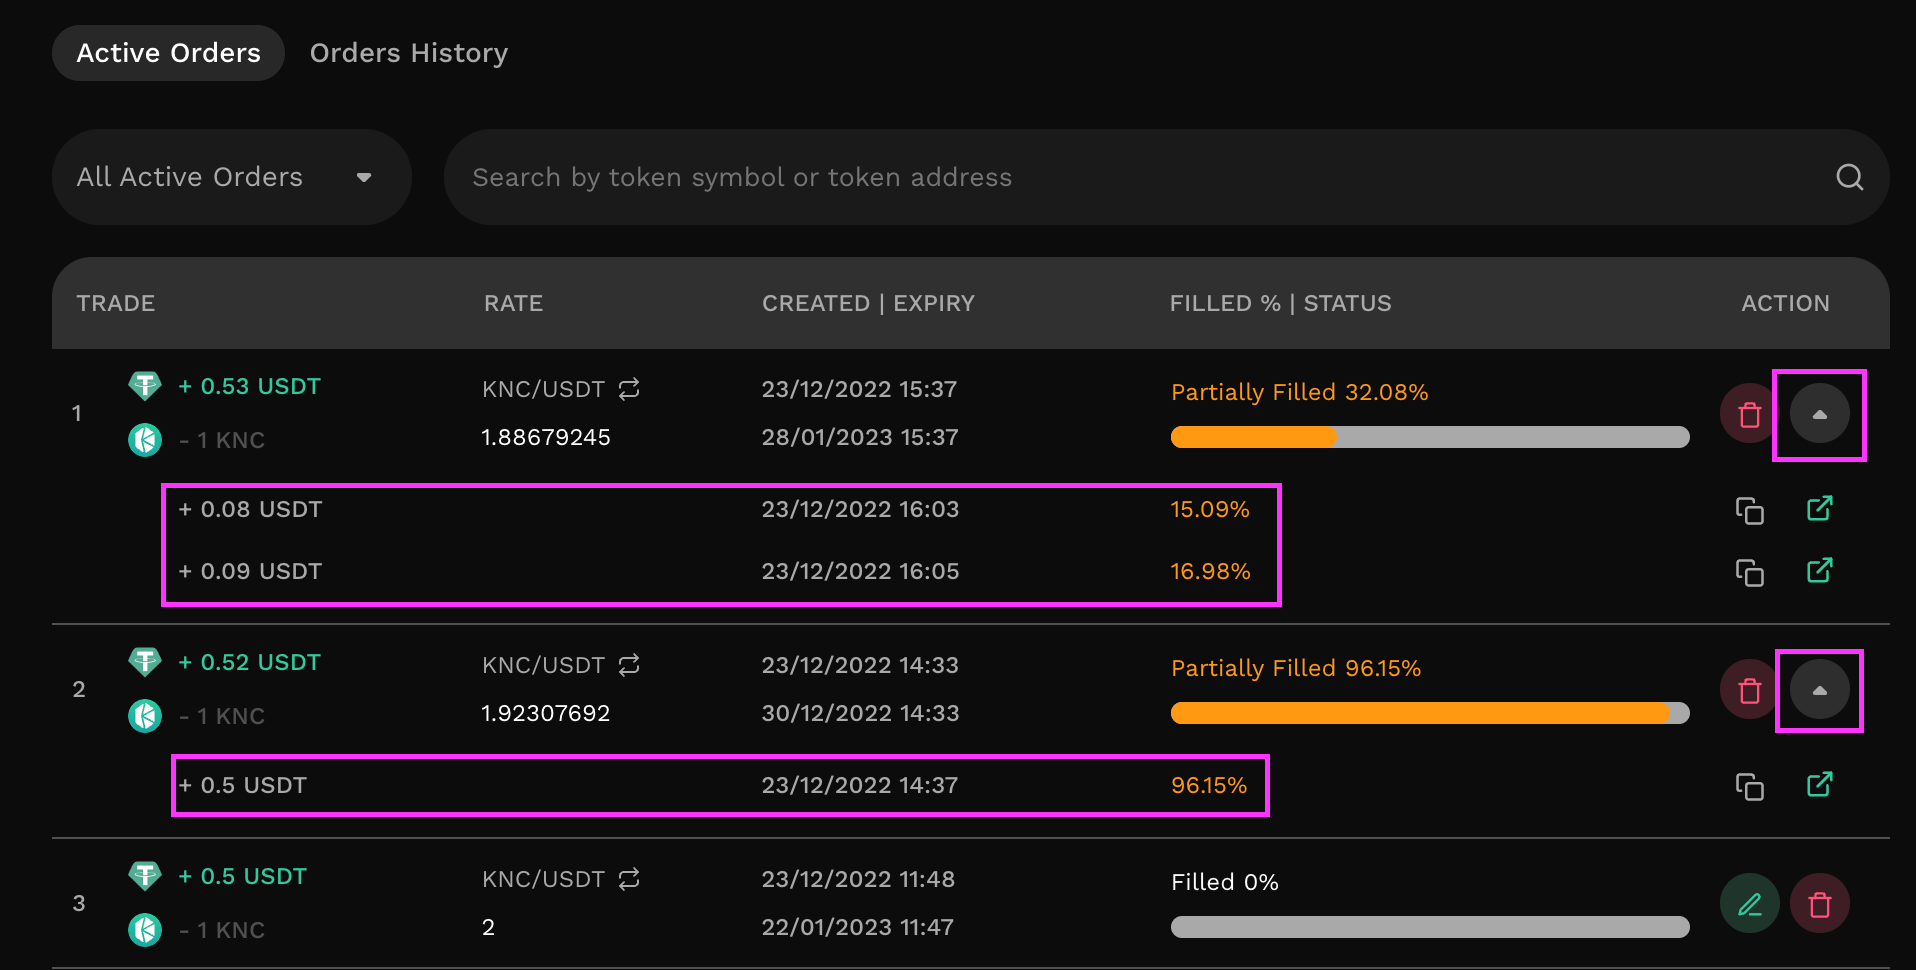 Active Orders Orders History
All Active Orders Search by token symbol or token address
TRADE RATE CREATED | EXPIRY FILLED % | STATUS ACTION
1
+ 0.53 USDT KNC/USDT 23/12/2022 15:37 Partially Filled 32.08%
- 1 KNC 1.88679245 28/01/2023 15:37
+ 0.08 USDT 23/12/2022 16:03 15.09%
+ 0.09 USDT 23/12/2022 16:05 16.98%
2
+ 0.52 USDT KNC/USDT 23/12/2022 14:33 Partially Filled 96.15%
- 1 KNC 1.92307692 30/12/2022 14:33
+ 0.5 USDT 23/12/2022 14:37 96.15%
3
+ 0.5 USDT KNC/USDT 23/12/2022 11:48 Filled 0%
- 1 KNC 2 22/01/2023 11:47